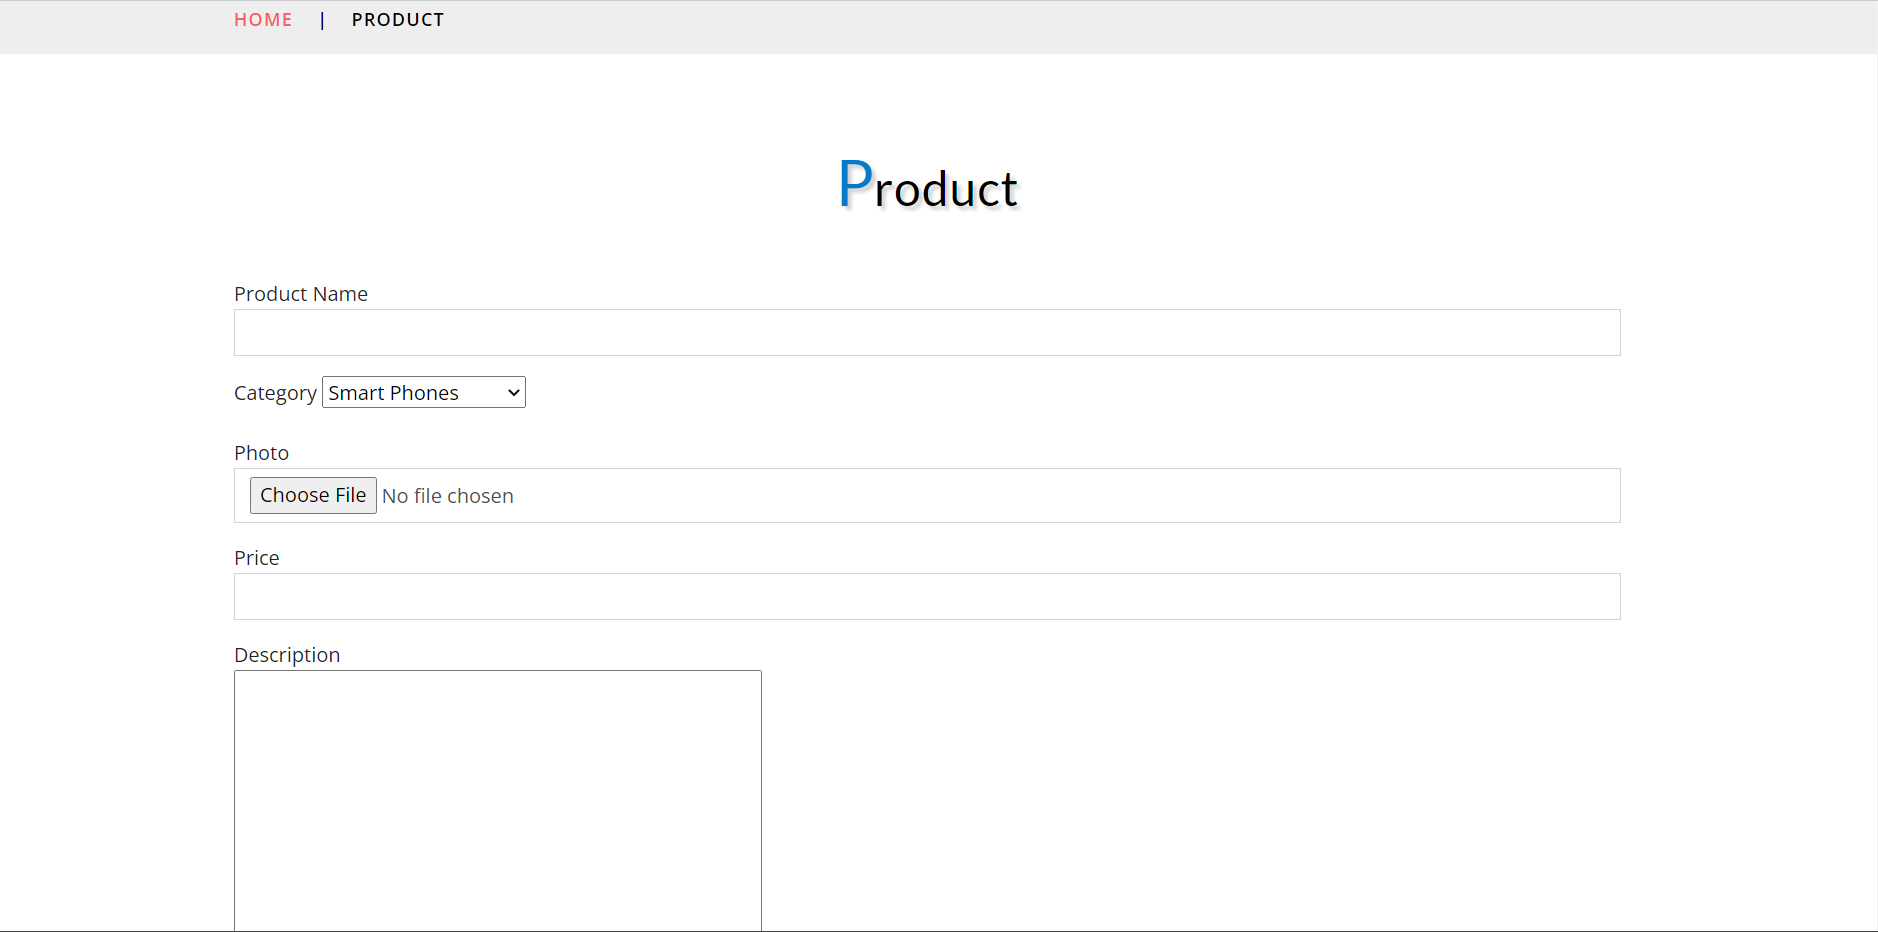 HOME | PRODUCT
Product
Product Name
Category Smart Phones
Photo
Choose File No file chosen
Price
Description